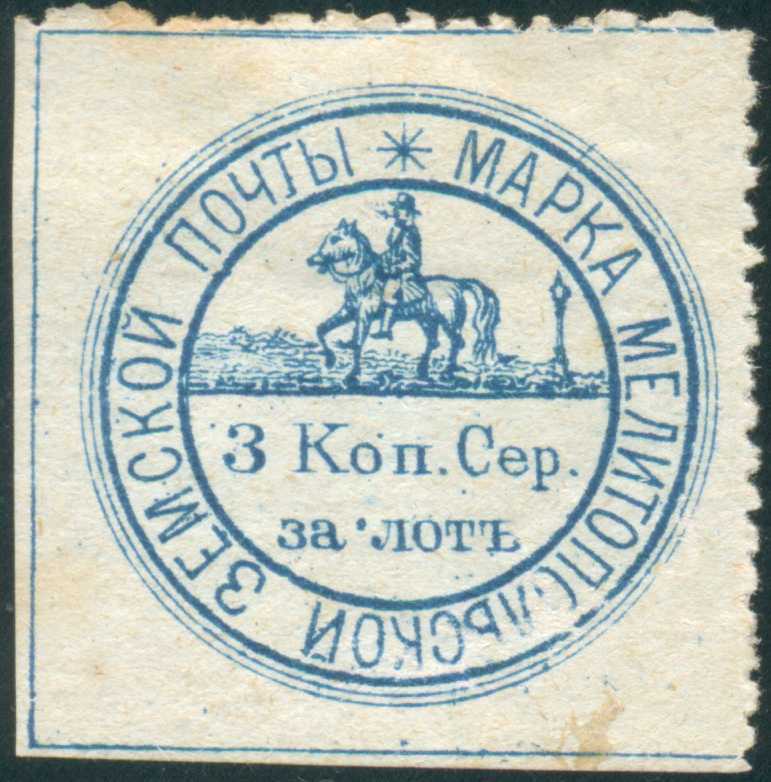 МАРКА МЕЛИТОПОЛЬСКОЙ ЗЕМСКОЙ ПОЧТЫ
3 Коп. Сер.
за лотъ